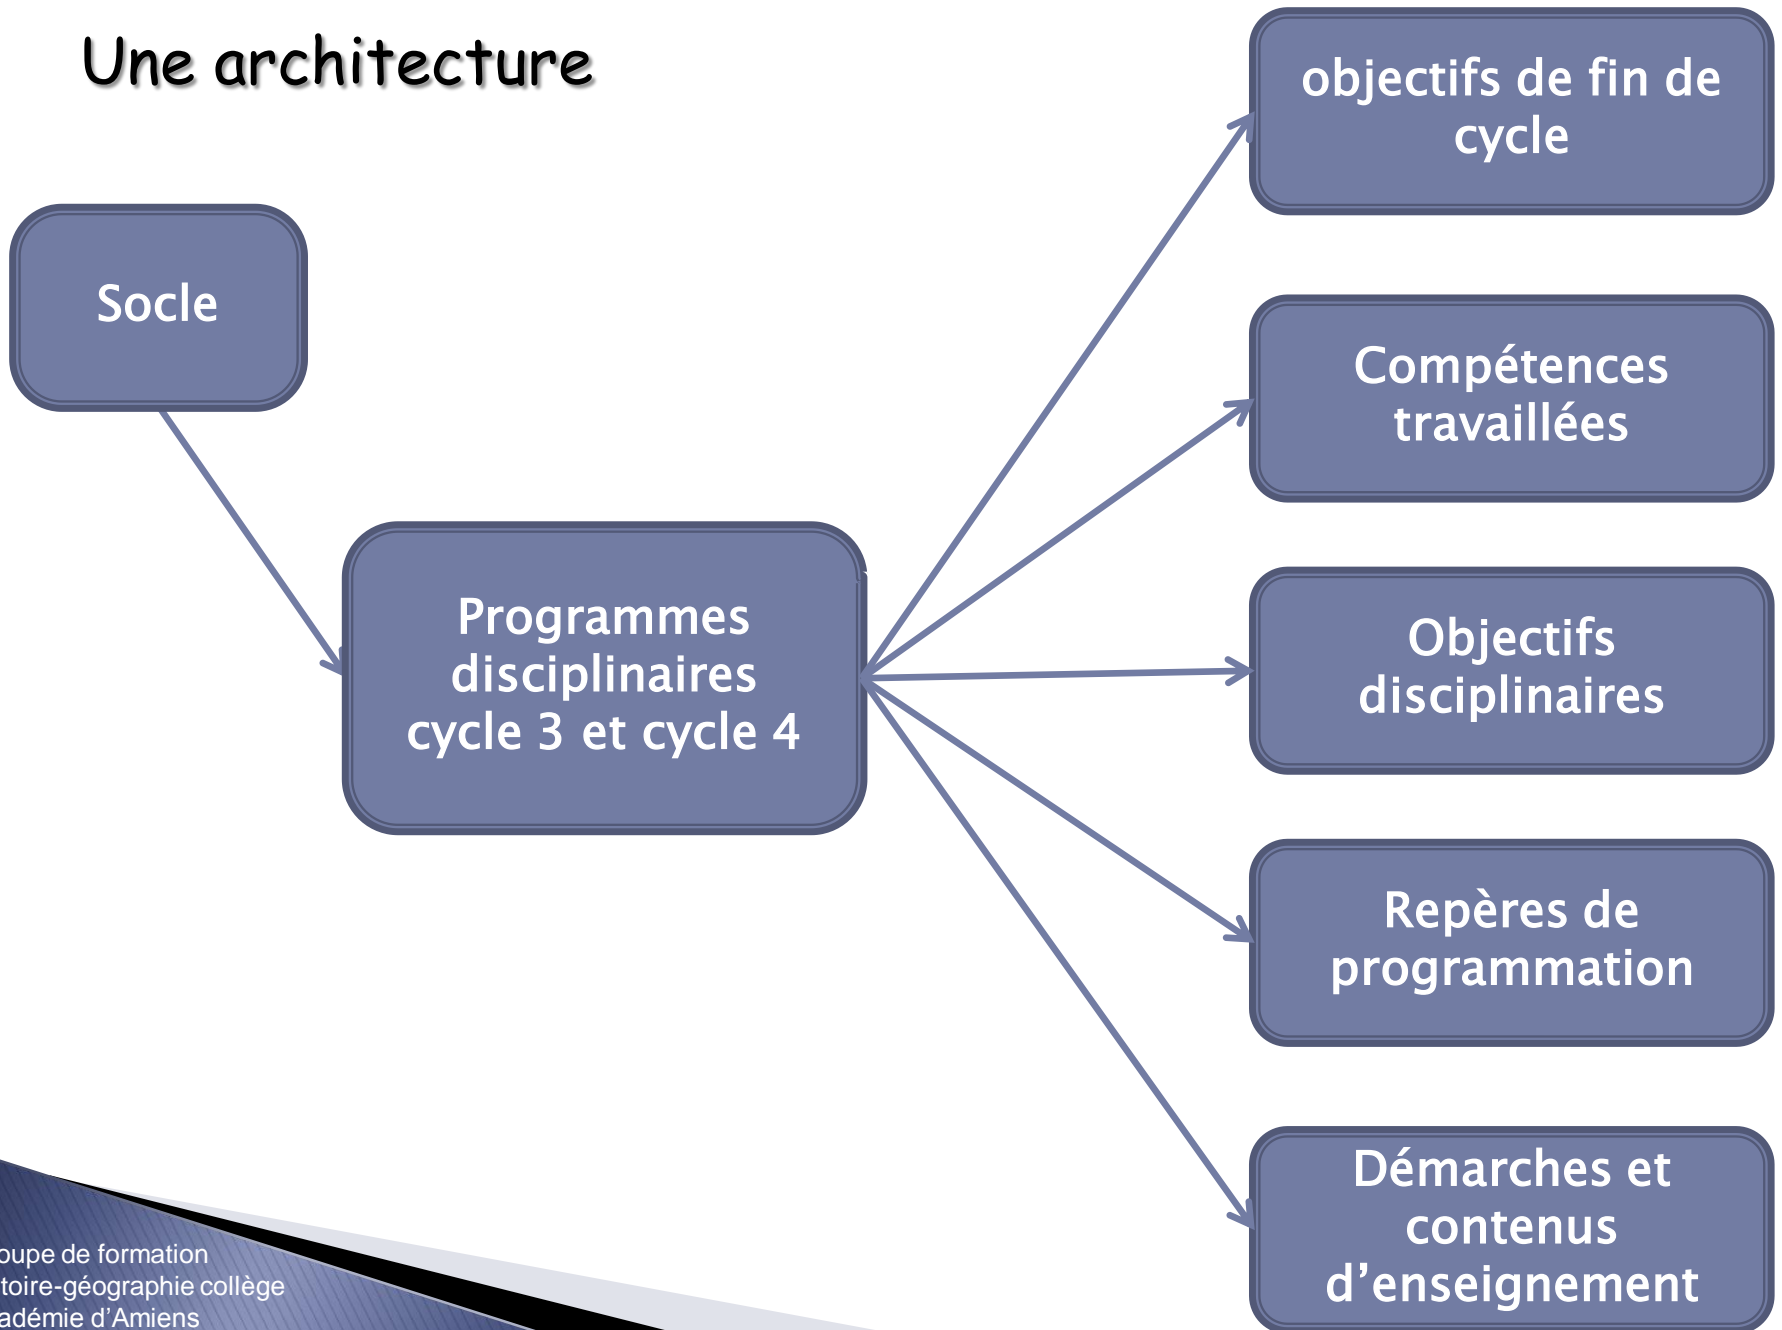 Une architecture
objectifs de fin de
cycle
Socle
Compétences
travaillées
Programmes
disciplinaires
cycle 3 et cycle 4
Objectifs
disciplinaires
Repères de
programmation
Démarches et
contenus
d’enseignement
oupe de formation
toire-géographie collège
adémie d’Amiens